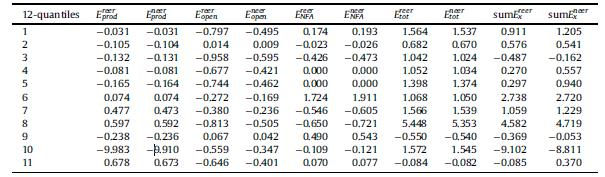 12-quantiles E^{reer}_{prod} E^{neer}_{prod} E^{reer}_{open} E^{neer}_{open} E^{reer}_{NFA} E^{neer}_{NFA} E^{reer}_{tot} E^{neer}_{tot} sumE^{reer}_{x} sumE^{neer}_{x}
1 −0.031 −0.031 −0.797 −0.495 0.174 0.193 1.564 1.537 0.911 1.205
2 −0.105 −0.104 0.014 0.009 −0.023 −0.026 0.682 0.670 0.576 0.541
3 −0.132 −0.131 −0.958 −0.595 −0.426 −0.473 1.042 1.024 −0.487 −0.162
4 −0.081 −0.081 −0.677 −0.421 0.000 0.000 1.052 1.034 0.270 0.557
5 −0.165 −0.164 −0.744 −0.462 0.000 0.000 1.398 1.374 0.297 0.940
6 0.074 0.074 −0.272 −0.169 1.724 1.911 1.068 1.050 2.738 2.720
7 0.477 0.473 −0.380 −0.236 −0.546 −0.605 1.566 1.539 1.059 1.229
8 0.597 0.592 −0.813 −0.505 −0.650 −0.721 5.448 5.353 4.582 4.719
9 −0.238 −0.236 0.067 0.042 0.490 0.543 −0.550 −0.540 −0.369 −0.053
10 −9.983 −9.910 −0.559 −0.347 −0.109 −0.121 1.572 1.545 −9.102 −8.811
11 0.678 0.673 −0.646 −0.401 0.070 0.077 −0.084 −0.082 −0.085 0.370